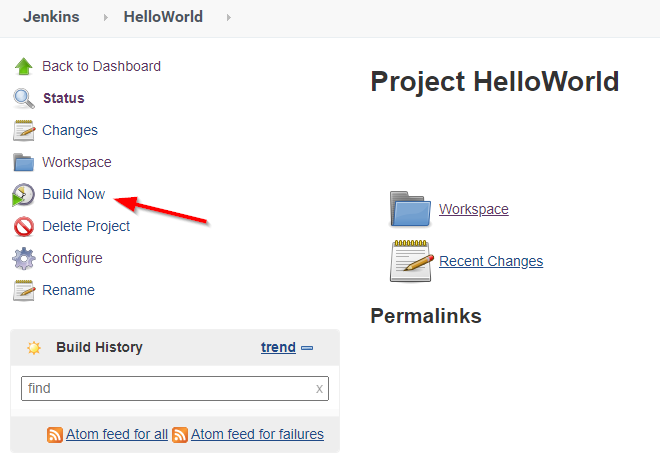 Jenkins HelloWorld
Back to Dashboard
Status
Changes
Workspace
Build Now
Delete Project
Configure
Rename
Build History trend
find x
Atom feed for all Atom feed for failures
Project HelloWorld
Workspace
Recent Changes
Permalinks